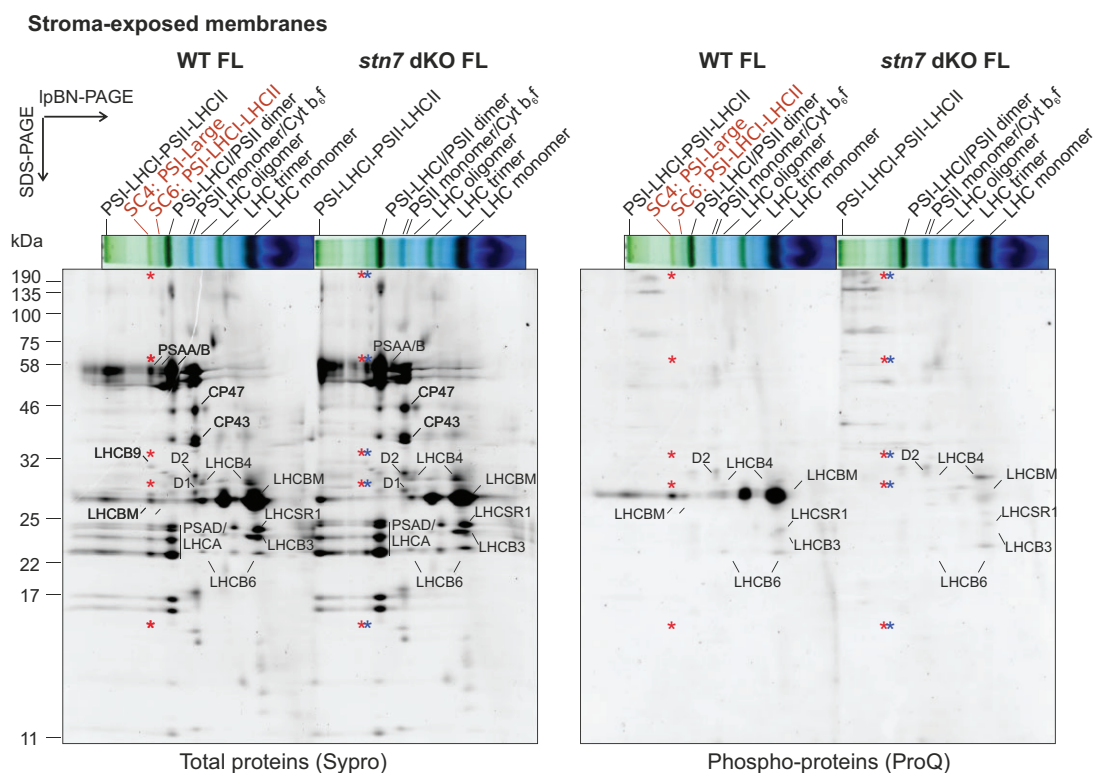 Stroma-exposed membranes
WT FL
stn7 dKO FL
WT FL
stn7 dKO FL
lpBN-PAGE
SDS-PAGE
PSI-LHCI-PSII-LHCII
SC4: PSI-Large
SC6: PSI-LHCI-LHCII
PSI-LHCI/PSII dimer
PSII monomer/Cyt b₆f
LHC oligomer
LHC trimer
LHC monomer
PSI-LHCI-PSII-LHCII
PSI-LHCI/PSII dimer
PSII monomer/Cyt b₆f
LHC oligomer
LHC trimer
LHC monomer
PSI-LHCI-PSII-LHCII
SC4: PSI-Large
SC6: PSI-LHCI-LHCII
PSI-LHCI/PSII dimer
PSII monomer/Cyt b₆f
LHC oligomer
LHC trimer
LHC monomer
PSI-LHCI-PSII-LHCII
PSI-LHCI/PSII dimer
PSII monomer/Cyt b₆f
LHC oligomer
LHC trimer
LHC monomer
kDa
190
135
100
75
58
46
32
25
22
17
11
* PSAA/B
CP47
CP43
LHCB9 *
D2
LHCB4
D1
*
LHCBM
LHCBM
LHCSR1
PSAD/
LHCA
LHCB3
LHCB6
*
** PSAA/B
CP47
CP43
**
D2
LHCB4
** D1
LHCBM
LHCSR1
PSAD/
LHCA
LHCB3
LHCB6
**
*
*
*
D2
LHCB4
*
LHCBM
LHCBM
LHCSR1
LHCB3
LHCB6
*
**
**
**
D2
LHCB4
**
LHCBM
LHCSR1
LHCB3
LHCB6
**
Total proteins (Sypro)
Phospho-proteins (ProQ)